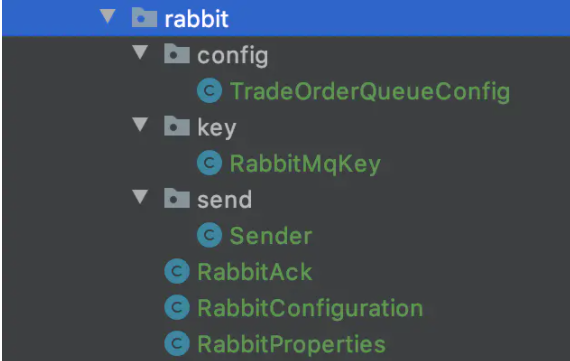 rabbit
config
C TradeOrderQueueConfig
key
C RabbitMqKey
send
C Sender
C RabbitAck
C RabbitConfiguration
C RabbitProperties